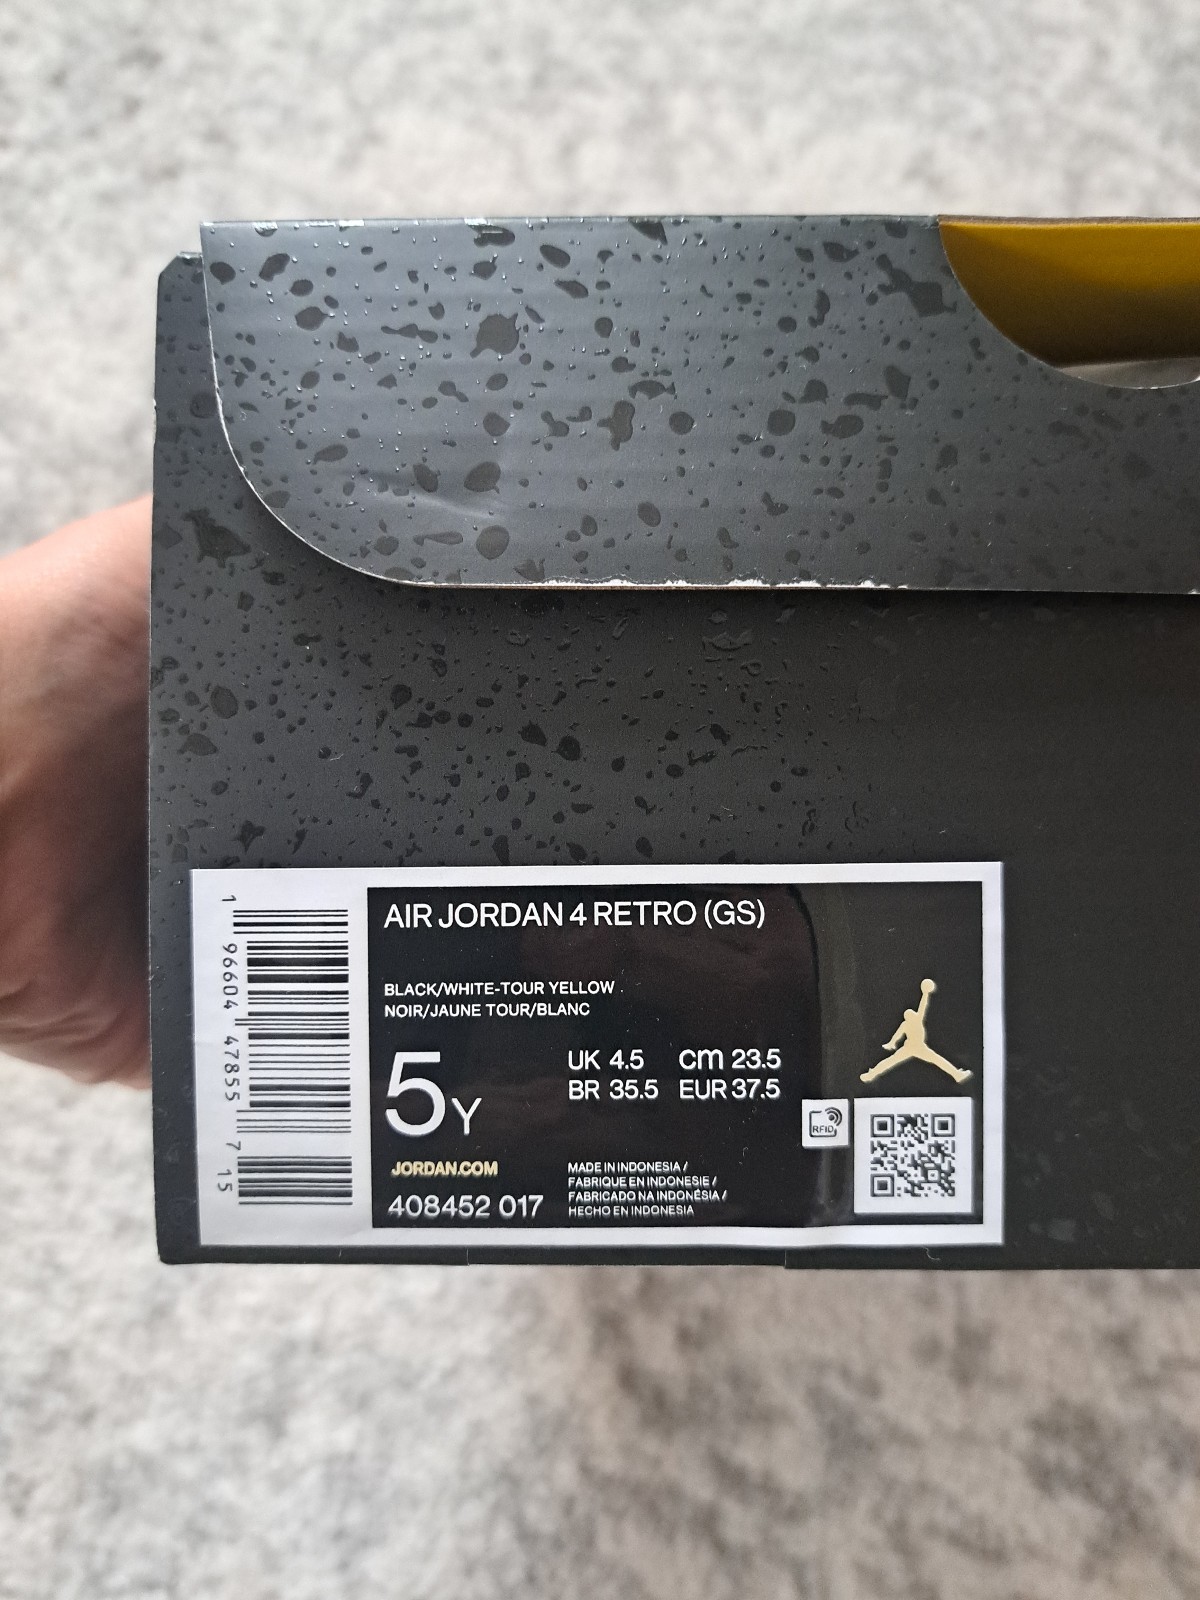 AIR JORDAN 4 RETRO (GS)
BLACK/WHITE-TOUR YELLOW
NOIR/JAUNE TOUR/BLANC
5Y
UK 4.5 CM 23.5
BR 35.5 EUR 37.5
JORDAN.COM
408452 017
MADE IN INDONESIA /
FABRIQUE EN INDONESIE /
FABRICADO NA INDONÉSIA /
HECHO EN INDONESIA
RFID
1 96604 47855 7 15